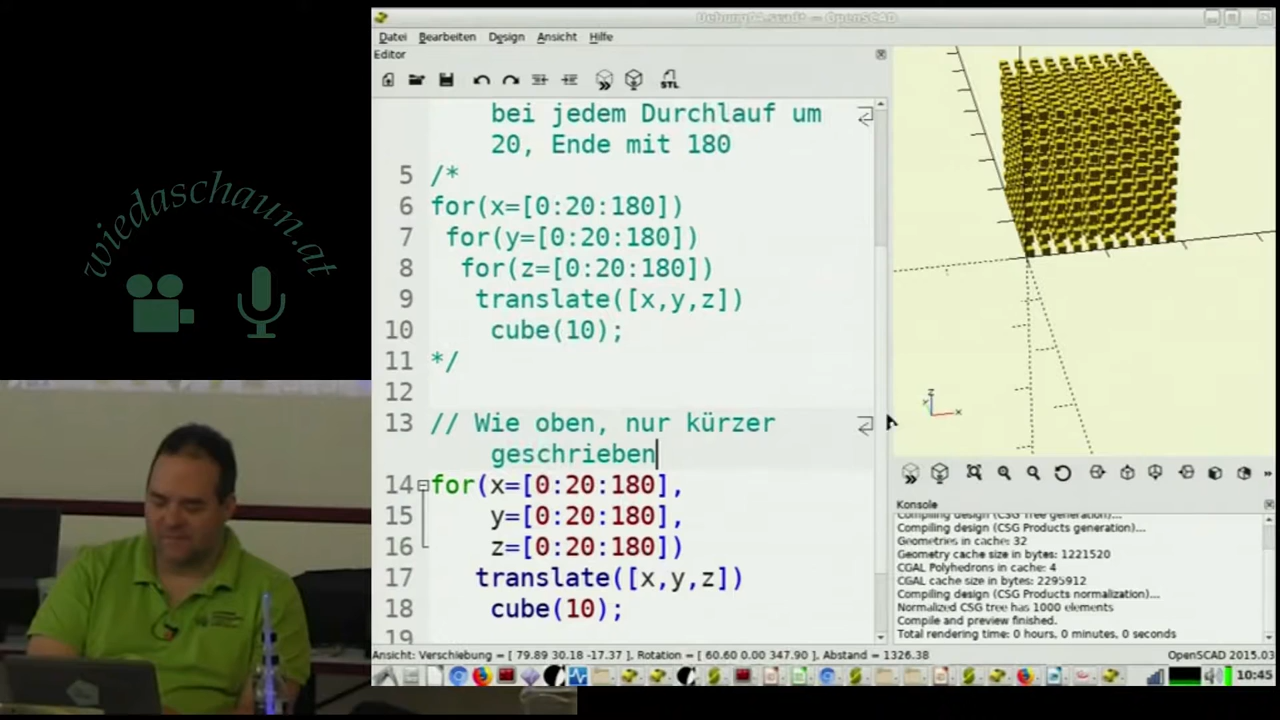 wiedaschaun.at
OpenSCAD
Datei Bearbeiten Design Ansicht Hilfe
Editor
STL
bei jedem Durchlauf um
20, Ende mit 180
5 /*
6 for(x=[0:20:180])
7 for(y=[0:20:180])
8 for(z=[0:20:180])
9 translate([x,y,z])
10 cube(10);
11 */
12
13 // Wie oben, nur kürzer
geschrieben
14 for(x=[0:20:180],
15 y=[0:20:180],
16 z=[0:20:180])
17 translate([x,y,z])
18 cube(10);
19
z
x
Konsole
Compiling design (CSG Tree generation)...
Compiling design (CSG Products generation)...
Geometries in cache: 32
Geometry cache size in bytes: 1221520
CGAL Polyhedrons in cache: 4
CGAL cache size in bytes: 2295912
Compiling design (CSG Products normalization)...
Normalized CSG tree has 1000 elements
Compile and preview finished.
Total rendering time: 0 hours, 0 minutes, 0 seconds
Ansicht: Verschiebung = [ 79.89 30.18 -17.37 ], Rotation = [ 60.60 0.00 347.90 ], Abstand = 1326.38
OpenSCAD 2015.03
10:45